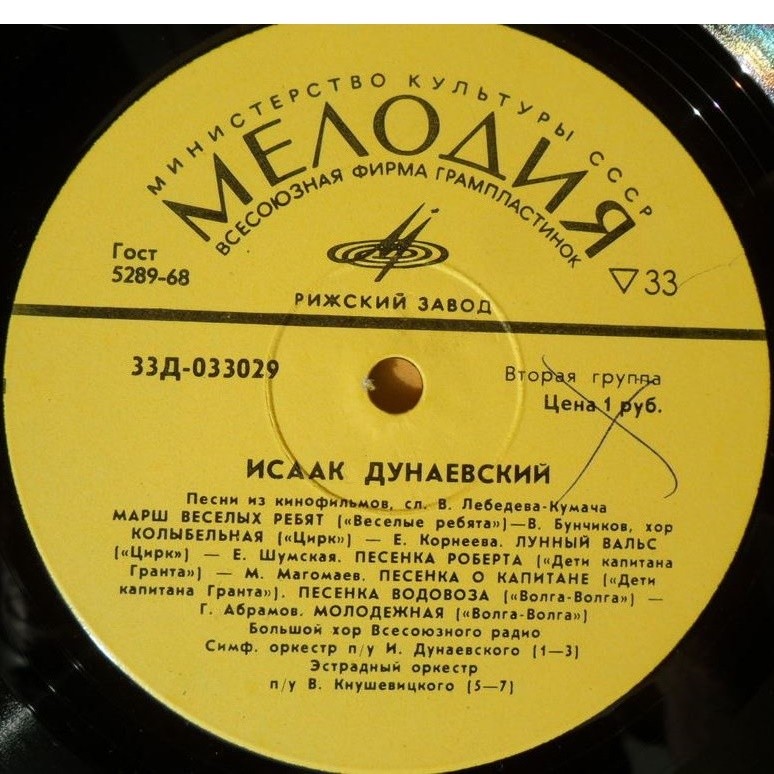 МИНИСТЕРСТВО КУЛЬТУРЫ СССР
МЕЛОДИЯ
ВСЕСОЮЗНАЯ ФИРМА ГРАМПЛАСТИНОК
Гост
5289-68
▽33
РИЖСКИЙ ЗАВОД
33Д-033029
Вторая группа
Цена 1 руб.
ИСААК ДУНАЕВСКИЙ
Песни из кинофильмов, сл. В. Лебедева-Кумача
МАРШ ВЕСЕЛЫХ РЕБЯТ («Веселые ребята»)—В. Бунчиков, хор
КОЛЫБЕЛЬНАЯ («Цирк») — Е. Корнеева. ЛУННЫЙ ВАЛЬС
(«Цирк») — Е. Шумская. ПЕСЕНКА РОБЕРТА («Дети капитана
Гранта») — М. Магомаев. ПЕСЕНКА О КАПИТАНЕ («Дети
капитана Гранта»). ПЕСЕНКА ВОДОВОЗА («Волга-Волга») —
Г. Абрамов. МОЛОДЕЖНАЯ («Волга-Волга»)
Большой хор Всесоюзного радио
Симф. оркестр п/у И. Дунаевского (1—3)
Эстрадный оркестр
п/у В. Кнушевицкого (5—7)